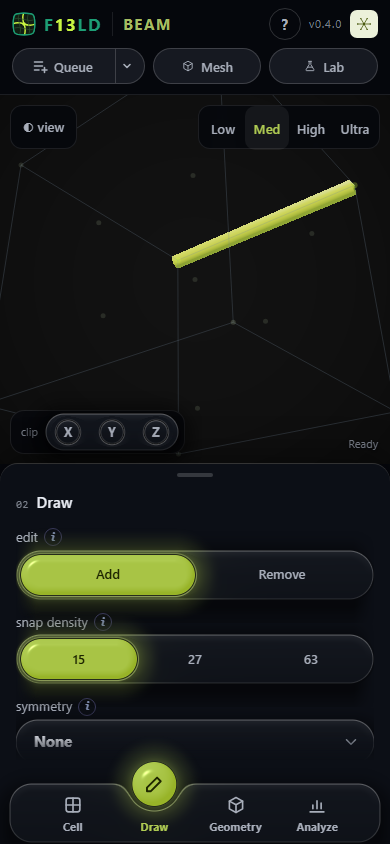 F13LD BEAM ? v0.4.0
Queue Mesh Lab
view Low Med High Ultra
clip X Y Z Ready
02 Draw
edit i
Add Remove
snap density i
15 27 63
symmetry i
None
Cell Draw Geometry Analyze